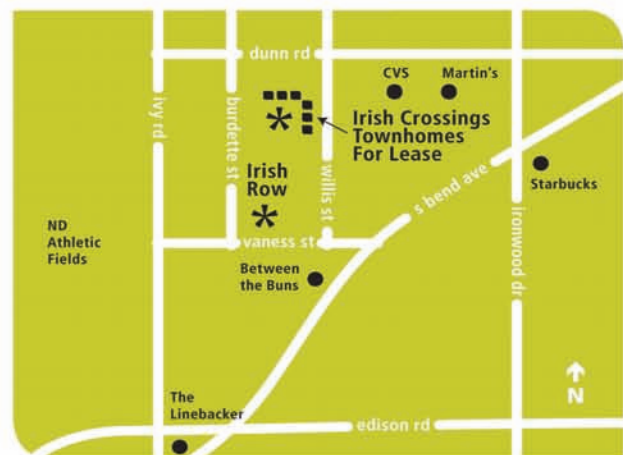 dunn rd
CVS
Martin's
ivy rd
burdette st
Irish Crossings
Townhomes
For Lease
willis st
Irish
Row
s bend ave
Starbucks
ironwood dr
ND
Athletic
Fields
vaness st
Between
the Buns
N
The
Linebacker
edison rd